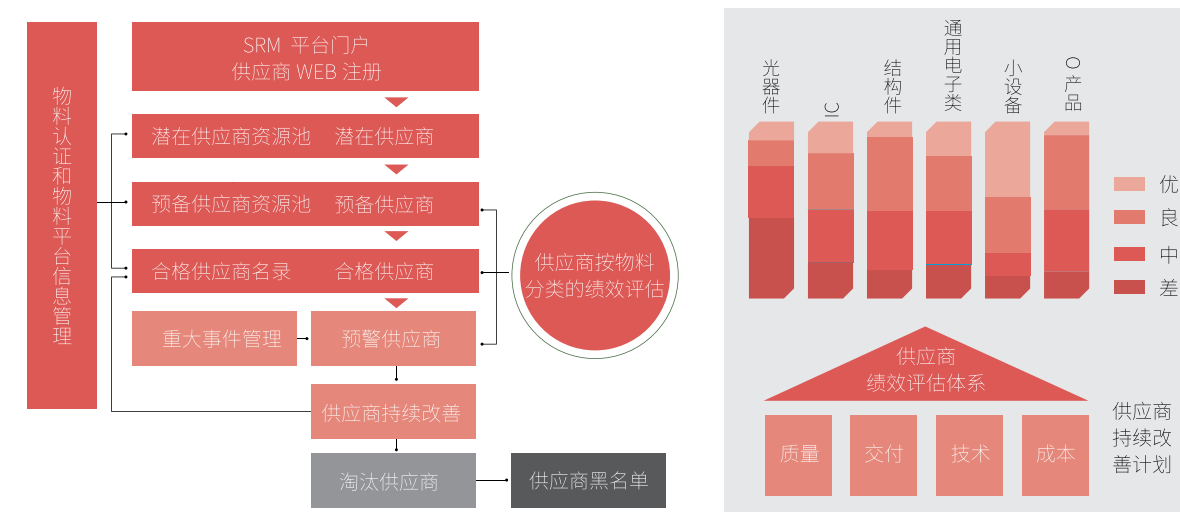 物料认证和物料平台信息管理
SRM 平台门户
供应商 WEB 注册
潜在供应商资源池 潜在供应商
预备供应商资源池 预备供应商
合格供应商名录 合格供应商
重大事件管理 预警供应商
供应商持续改善
淘汰供应商 供应商黑名单
供应商按物料
分类的绩效评估
光器件
IC
结构件
通用电子类
小设备
O产品
优
良
中
差
供应商
绩效评估体系
质量 交付 技术 成本
供应商
持续改
善计划